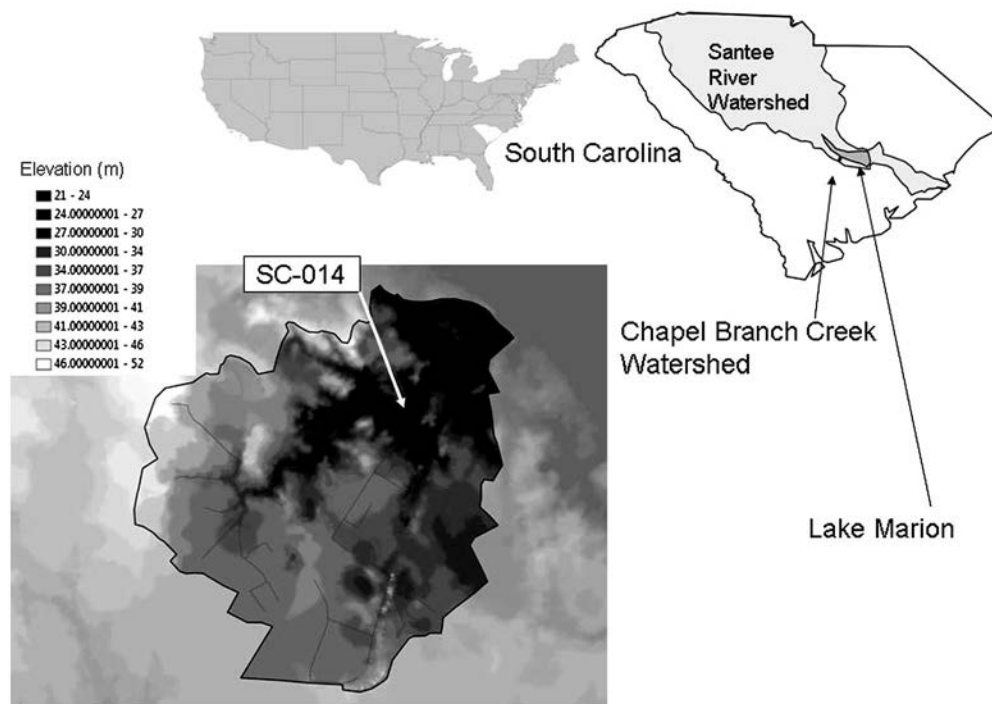 Santee
River
Watershed
South Carolina
Elevation (m)
21 - 24
24.00000001 - 27
27.00000001 - 30
30.00000001 - 34
34.00000001 - 37
37.00000001 - 39
39.00000001 - 41
41.00000001 - 43
43.00000001 - 46
46.00000001 - 52
SC-014
Chapel Branch Creek
Watershed
Lake Marion